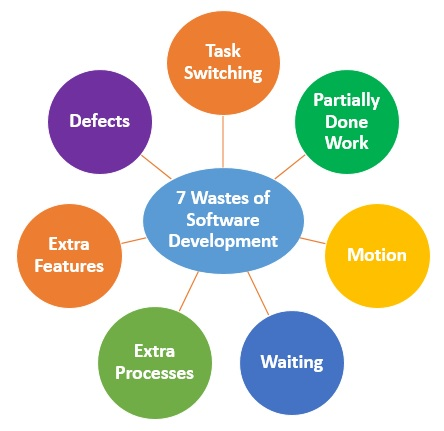 Task
Switching
Partially
Done
Work
Defects
7 Wastes of
Software
Development
Motion
Extra
Features
Extra
Processes
Waiting